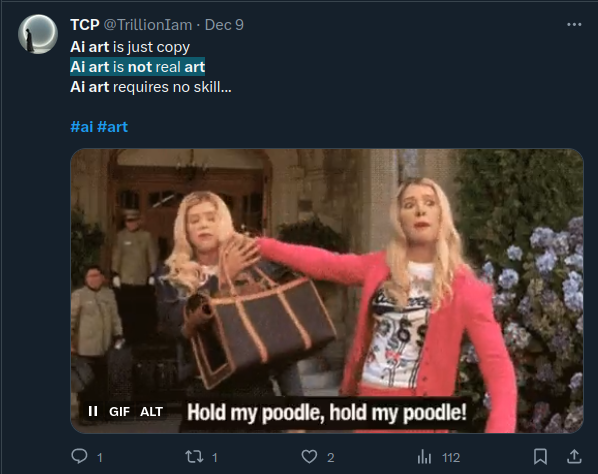 TCP @TrillionIam · Dec 9
Ai art is just copy
Ai art is not real art
Ai art requires no skill...
#ai #art
GIF ALT Hold my poodle, hold my poodle!
1 1 2 112